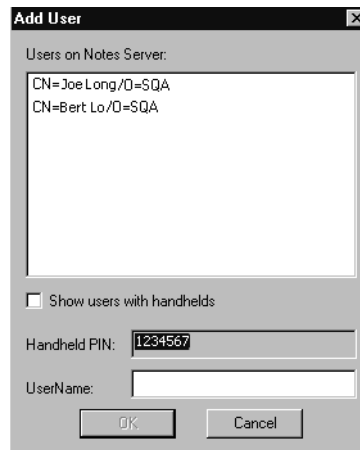 Add User
Users on Notes Server:
CN=Joe Long/O=SQA
CN=Bert Lo/O=SQA
Show users with handhelds
Handheld PIN: 1234567
UserName:
OK Cancel